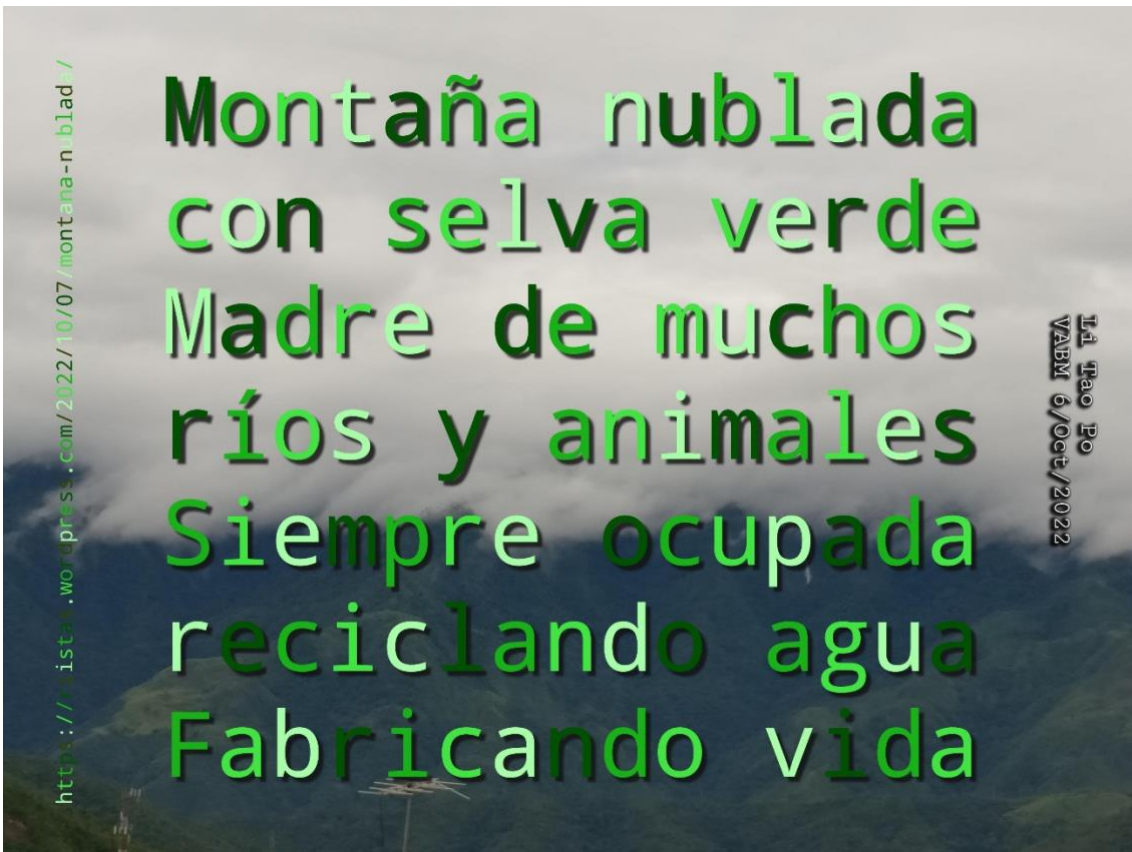 Montaña nublada
con selva verde
Madre de muchos
ríos y animales
Siempre ocupada
reciclando agua
Fabricando vida
Li Tao Po
VABM 6/Oct/2022